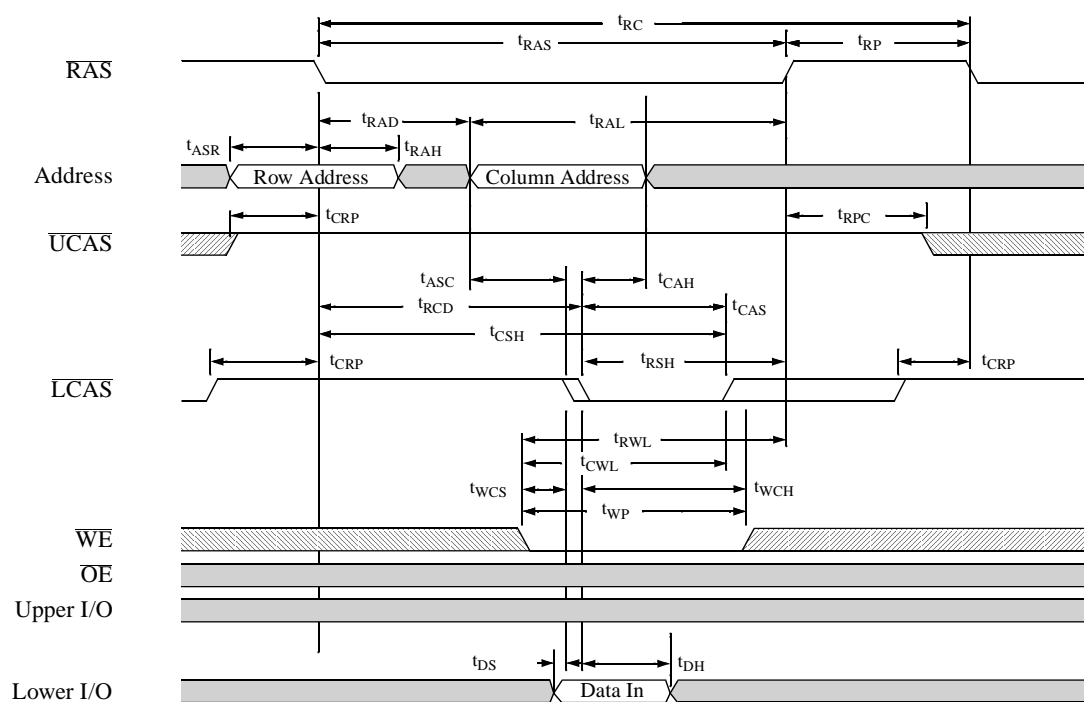 tRC
tRAS tRP
RAS
tRAD tRAL
tASR tRAH
Address Row Address Column Address
tCRP tRPC
UCAS
tASC tCAH
tRCD tCAS
tCSH
tCRP tRSH tCRP
LCAS
tRWL
tCWL
tWCS tWCH
tWP
WE
OE
Upper I/O
tDS tDH
Lower I/O Data In